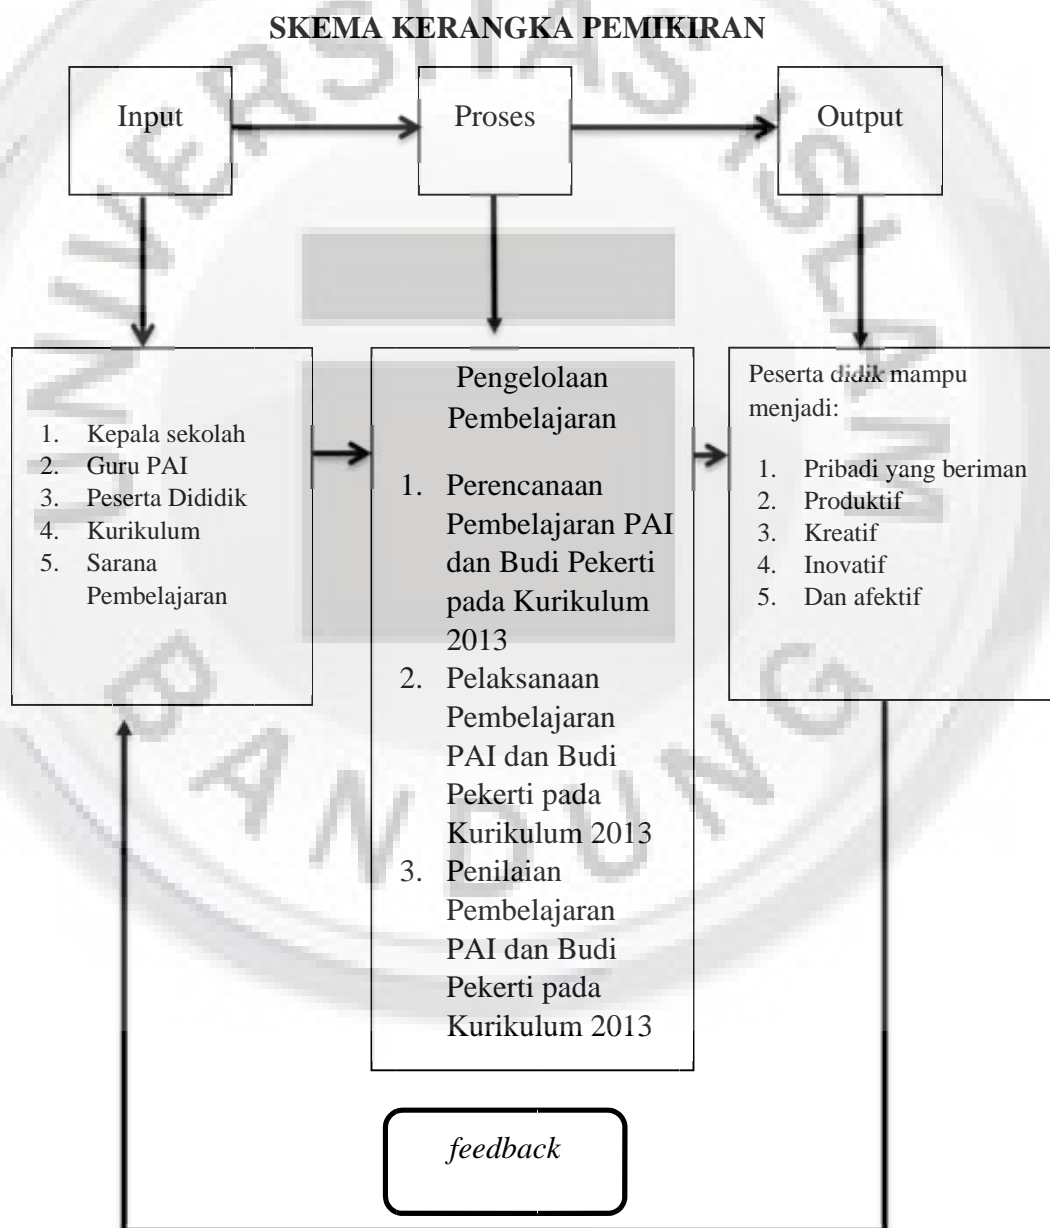 SKEMA KERANGKA PEMIKIRAN
Input
Proses
Output
1. Kepala sekolah
2. Guru PAI
3. Peserta Dididik
4. Kurikulum
5. Sarana
Pembelajaran
Pengelolaan
Pembelajaran
1. Perencanaan
Pembelajaran PAI
dan Budi Pekerti
pada Kurikulum
2013
2. Pelaksanaan
Pembelajaran
PAI dan Budi
Pekerti pada
Kurikulum 2013
3. Penilaian
Pembelajaran
PAI dan Budi
Pekerti pada
Kurikulum 2013
Peserta didik mampu
menjadi:
1. Pribadi yang beriman
2. Produktif
3. Kreatif
4. Inovatif
5. Dan afektif
feedback
UNIVERSITAS ISLAM
BANDUNG